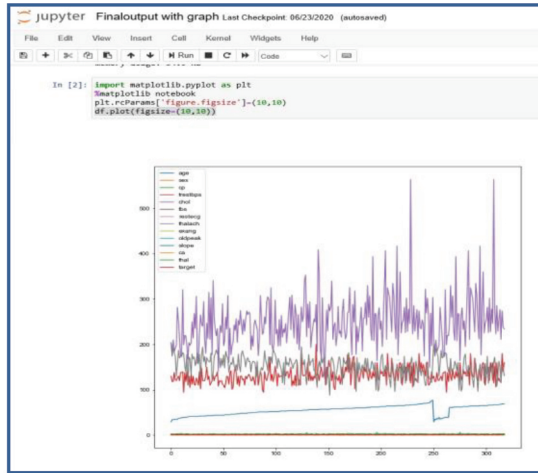 jupyter Finaloutput with graph Last Checkpoint: 06/23/2020 (autosaved)
File Edit View Insert Cell Kernel Widgets Help
Run Code
In [2]: import matplotlib.pyplot as plt
%matplotlib notebook
plt.rcParams['figure.figsize']=(10,10)
df.plot(figsize=(10,10))
age
sex
cp
trestbps
chol
fbs
restecg
thalach
exang
oldpeak
slope
ca
thal
target
500
400
300
200
100
0
0 50 100 150 200 250 300